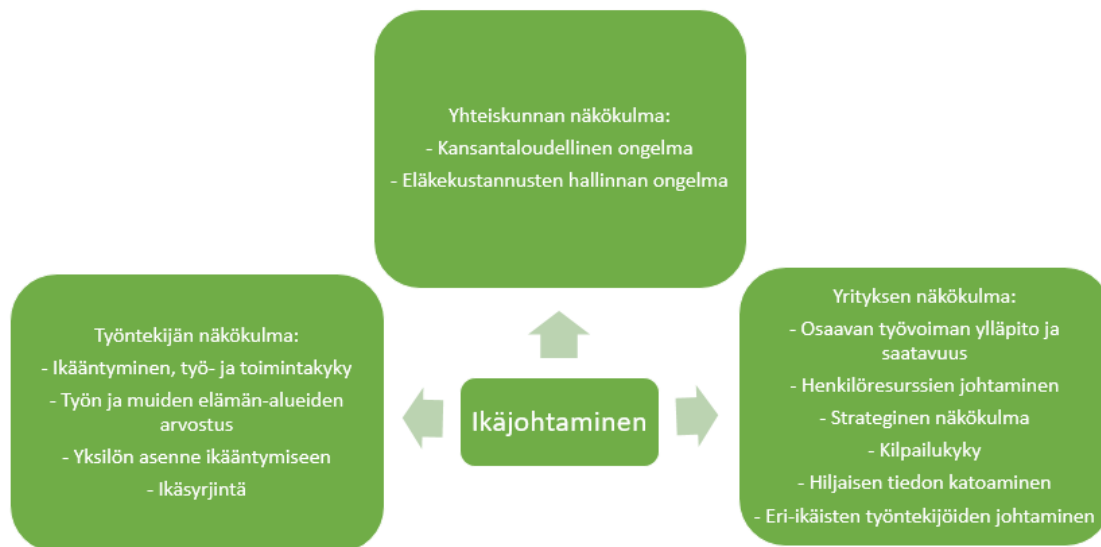 Yhteiskunnan näkökulma:
- Kansantaloudellinen ongelma
- Eläkekustannusten hallinnan ongelma
Työntekijän näkökulma:
- Ikääntyminen, työ- ja toimintakyky
- Työn ja muiden elämän-alueiden
arvostus
- Yksilön asenne ikääntymiseen
- Ikäsyrjintä
Ikäjohtaminen
Yrityksen näkökulma:
- Osaavan työvoiman ylläpito ja
saatavuus
- Henkilöresurssien johtaminen
- Strateginen näkökulma
- Kilpailukyky
- Hiljaisen tiedon katoaminen
- Eri-ikäisten työntekijöiden johtaminen